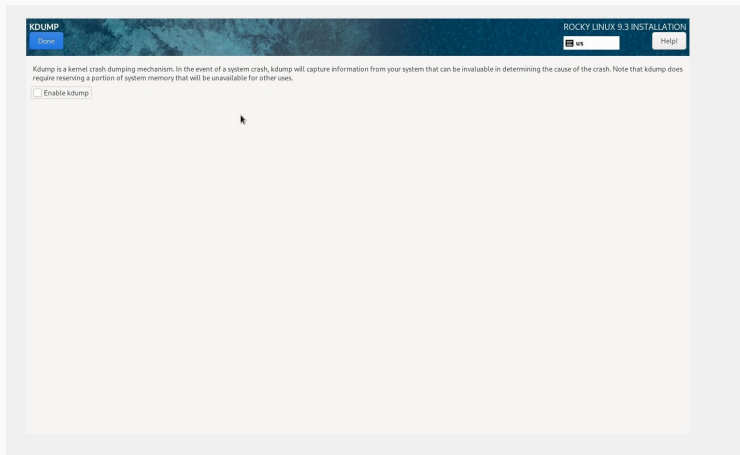 KDUMP
ROCKY LINUX 9.3 INSTALLATION
Done
us
Help!
Kdump is a kernel crash dumping mechanism. In the event of a system crash, kdump will capture information from your system that can be invaluable in determining the cause of the crash. Note that kdump does
require reserving a portion of system memory that will be unavailable for other uses.
Enable kdump